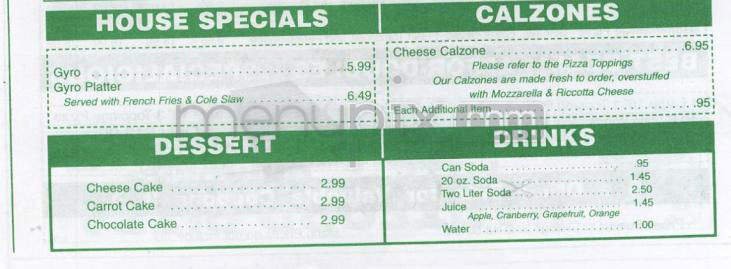 HOUSE SPECIALS
Gyro 5.99
Gyro Platter
Served with French Fries & Cole Slaw 6.49
CALZONES
Cheese Calzone 6.95
Please refer to the Pizza Toppings
Our Calzones are made fresh to order, overstuffed
with Mozzarella & Riccotta Cheese
Each Additional Item .95
DESSERT
Cheese Cake 2.99
Carrot Cake 2.99
Chocolate Cake 2.99
DRINKS
Can Soda .95
20 oz. Soda 1.45
Two Liter Soda 2.50
Juice 1.45
Apple, Cranberry, Grapefruit, Orange
Water 1.00
menupix.com